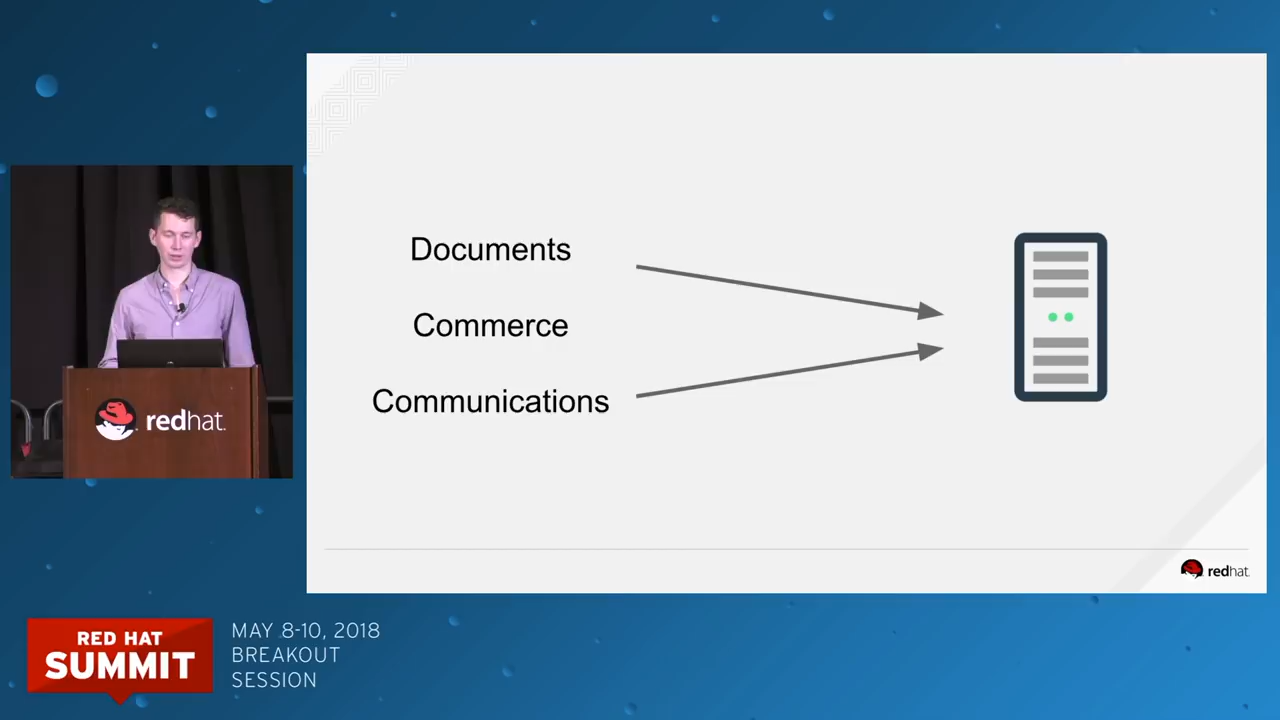 Documents
Commerce
Communications
redhat.
redhat.
RED HAT
SUMMIT
MAY 8-10, 2018
BREAKOUT
SESSION